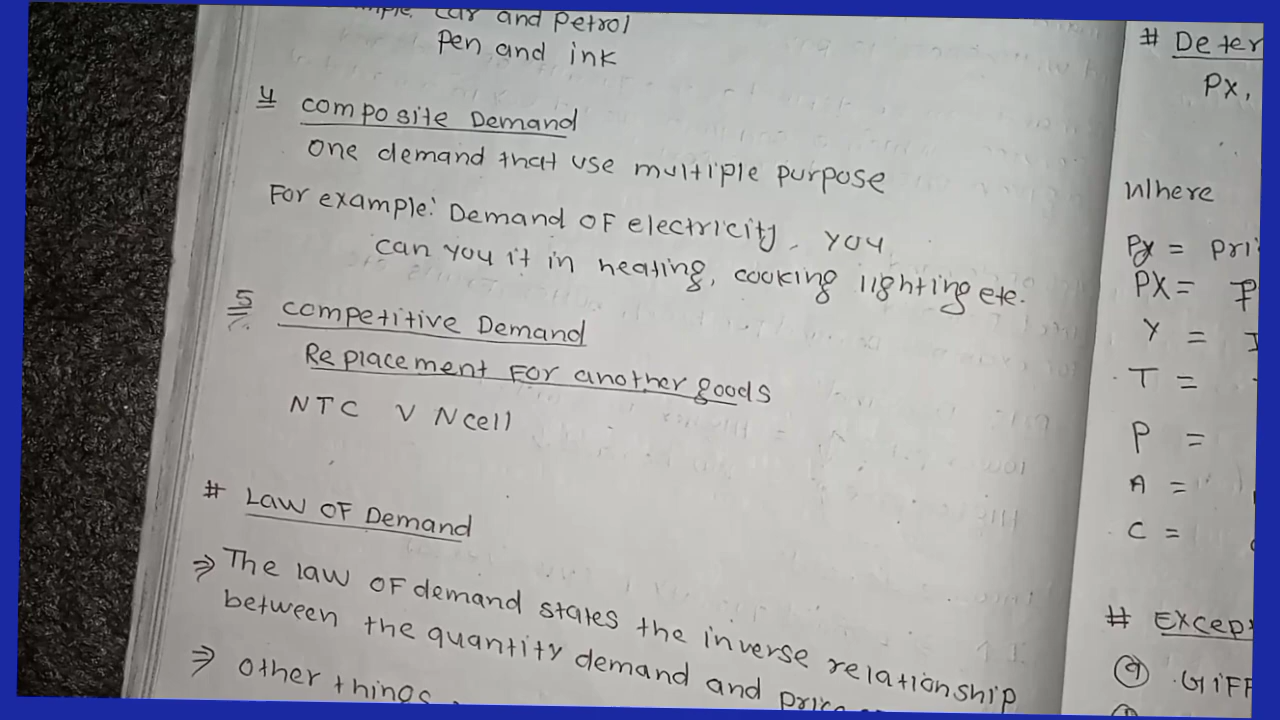 car and petrol
pen and ink
4 composite Demand
one demand that use multiple purpose
For example: Demand of electricity, you
can you it in heating, cooking lighting etc.
5 competitive Demand
Replacement For another goods
NTC V Ncell
# Law of Demand
⇒ The law of demand states the inverse relationship
between the quantity demand and price
⇒ other things
# Deter
PX,
Where
Py = pri
PX =
Y =
T =
P =
A =
C =
# Excep
GIFF